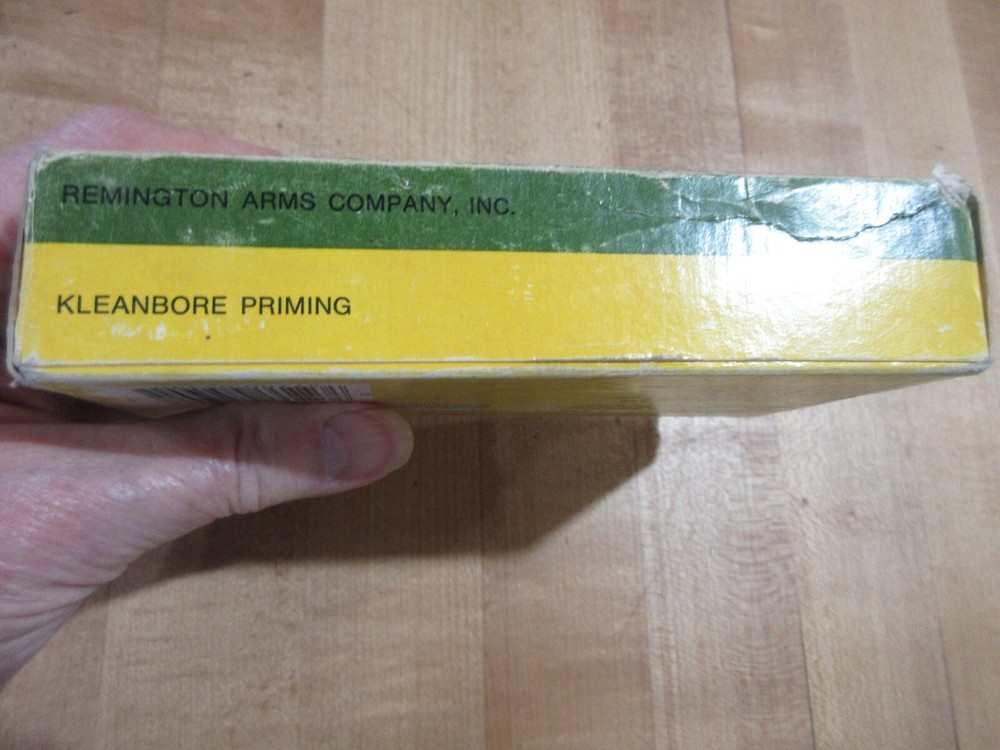 REMINGTON ARMS COMPANY, INC.
KLEANBORE PRIMING